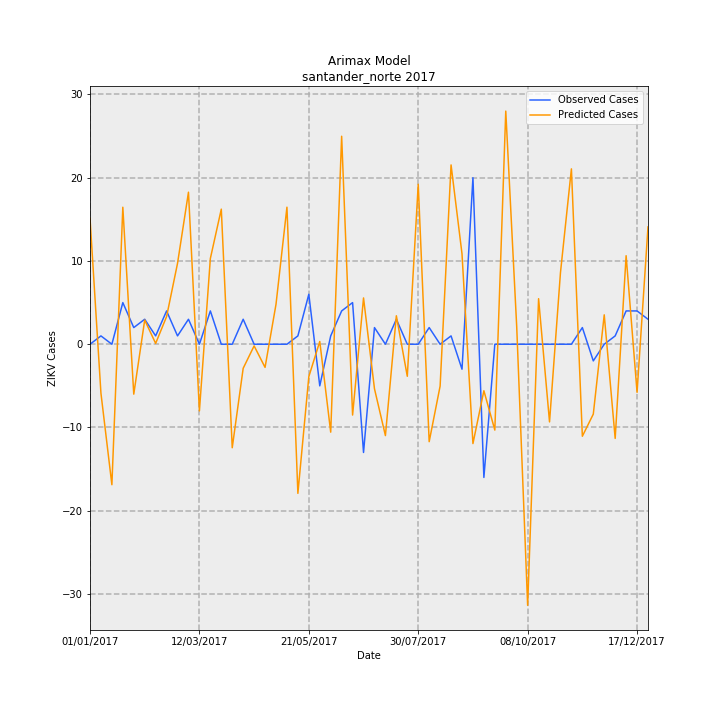 Arimax Model
santander_norte 2017
Observed Cases
Predicted Cases
30
20
10
0
−10
−20
−30
ZIKV Cases
01/01/2017
12/03/2017
21/05/2017
30/07/2017
08/10/2017
17/12/2017
Date